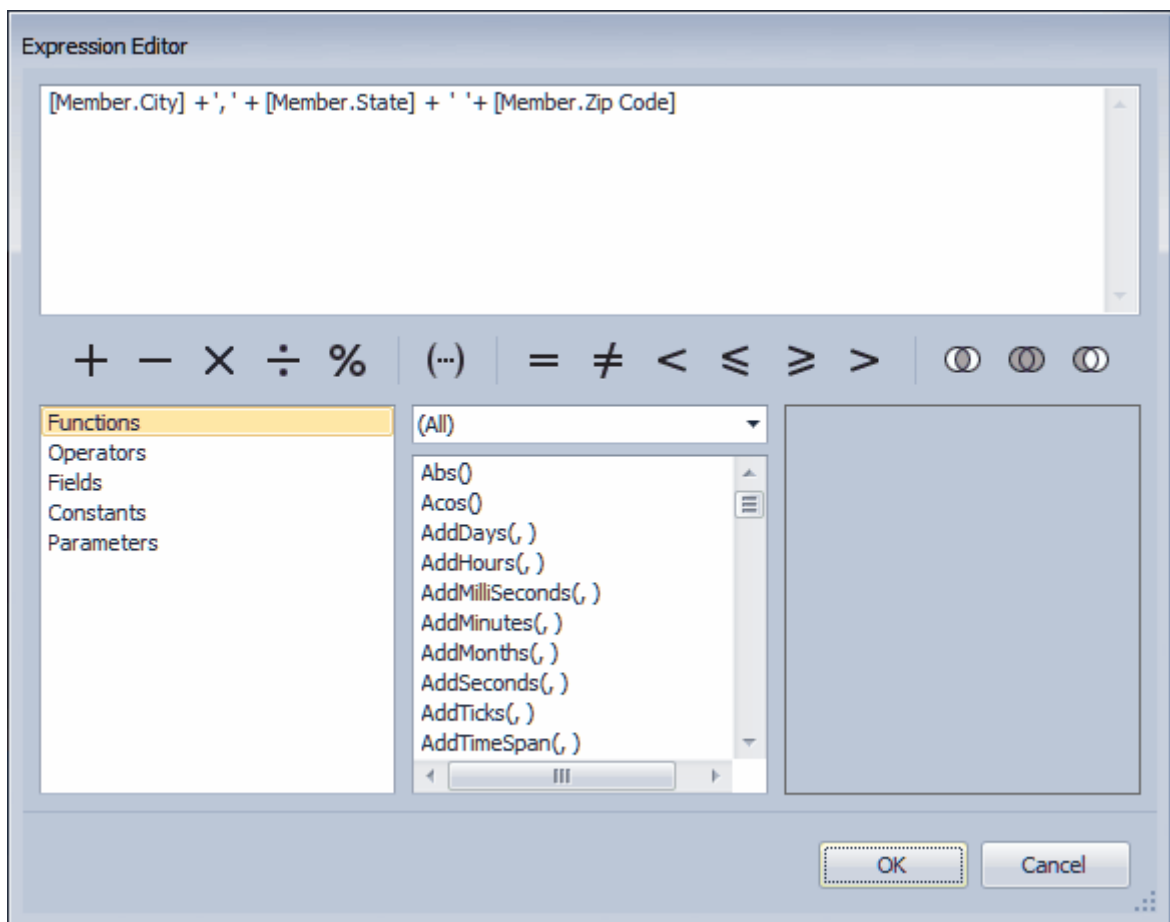 Expression Editor
[Member.City] +', ' + [Member.State] + ' '+ [Member.Zip Code]
+ − × ÷ % (···) = ≠ < ⩽ ⩾ >
Functions
Operators
Fields
Constants
Parameters
(All)
Abs()
Acos()
AddDays(, )
AddHours(, )
AddMilliSeconds(, )
AddMinutes(, )
AddMonths(, )
AddSeconds(, )
AddTicks(, )
AddTimeSpan(, )
OK Cancel